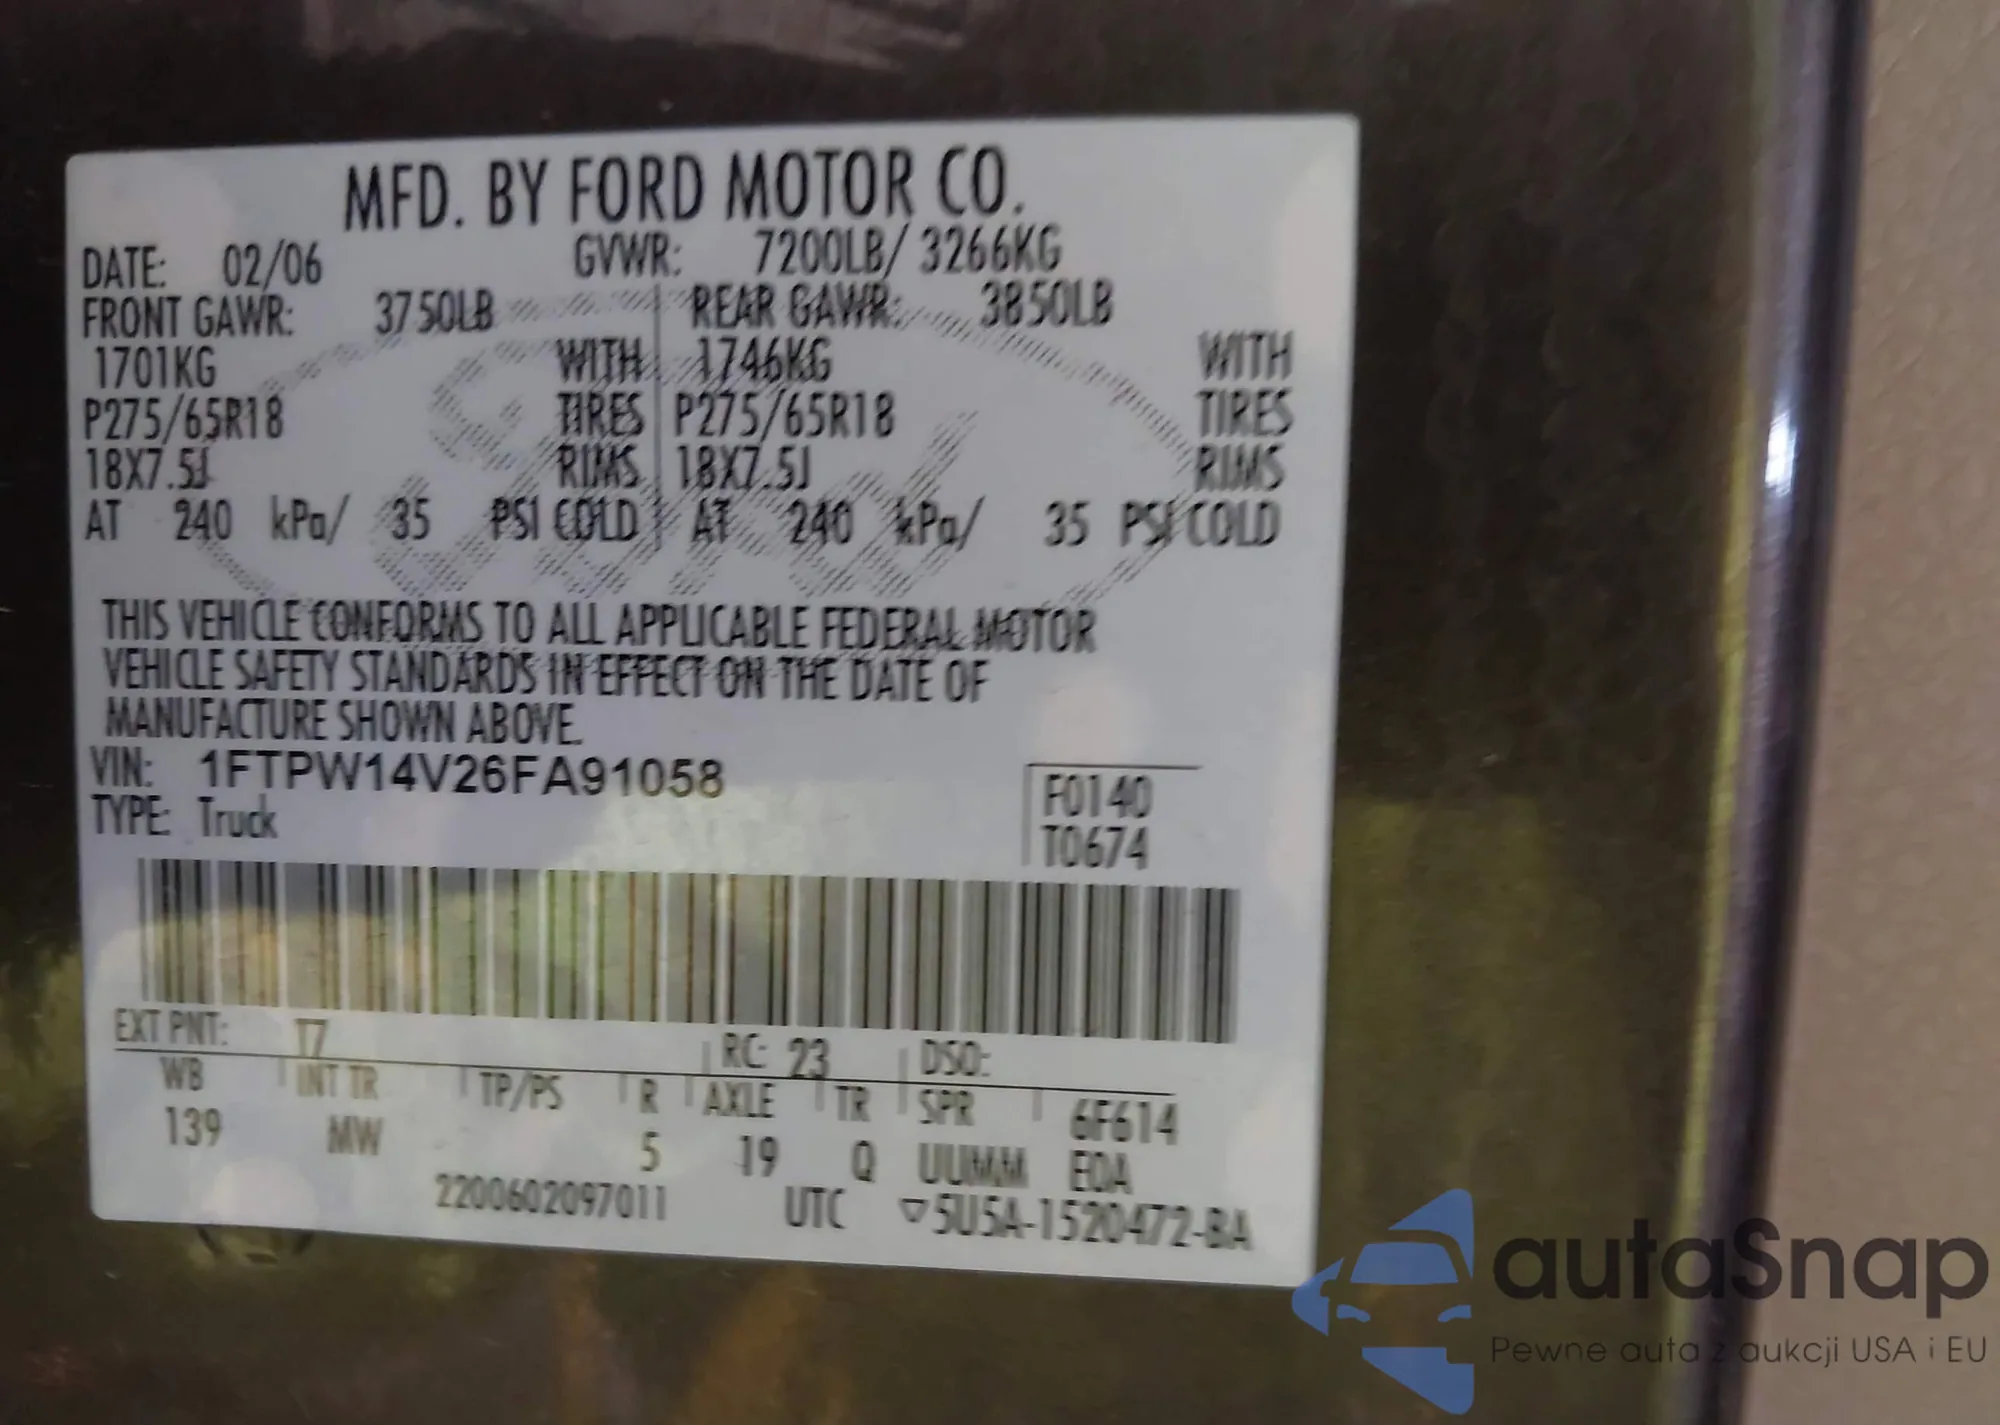 MFD. BY FORD MOTOR CO.
DATE: 02/06 GVWR: 7200LB/ 3266KG
FRONT GAWR: 3750LB REAR GAWR: 3850LB
1701KG WITH 1746KG WITH
P275/65R18 TIRES P275/65R18 TIRES
18X7.5J RIMS 18X7.5J RIMS
AT 240 kPa/ 35 PSI COLD AT 240 kPa/ 35 PSI COLD
THIS VEHICLE CONFORMS TO ALL APPLICABLE FEDERAL MOTOR
VEHICLE SAFETY STANDARDS IN EFFECT ON THE DATE OF
MANUFACTURE SHOWN ABOVE.
VIN: 1FTPW14V26FA91058
TYPE: Truck
F0140
T0674
EXT PNT: T7 RC: 23 DSO:
WB INT TR TP/PS R AXLE TR SPR 6F614
139 MW 5 19 Q UUMM EOA
2200602097011 UTC ▽5U5A-1520472-BA
autaSnap
Pewne auta z aukcji USA i EU